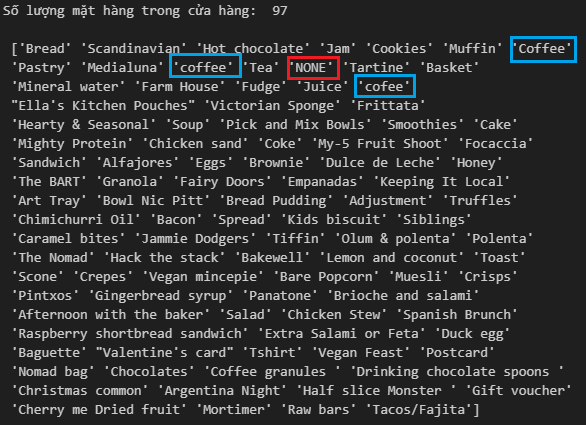 Số lượng mặt hàng trong cửa hàng:  97
['Bread' 'Scandinavian' 'Hot chocolate' 'Jam' 'Cookies' 'Muffin' 'Coffee'
'Pastry' 'Medialuna' 'coffee' 'Tea' 'NONE' 'Tartine' 'Basket'
'Mineral water' 'Farm House' 'Fudge' 'Juice' 'cofee'
"Ella's Kitchen Pouches" 'Victorian Sponge' 'Frittata'
'Hearty & Seasonal' 'Soup' 'Pick and Mix Bowls' 'Smoothies' 'Cake'
'Mighty Protein' 'Chicken sand' 'Coke' 'My-5 Fruit Shoot' 'Focaccia'
'Sandwich' 'Alfajores' 'Eggs' 'Brownie' 'Dulce de Leche' 'Honey'
'The BART' 'Granola' 'Fairy Doors' 'Empanadas' 'Keeping It Local'
'Art Tray' 'Bowl Nic Pitt' 'Bread Pudding' 'Adjustment' 'Truffles'
'Chimichurri Oil' 'Bacon' 'Spread' 'Kids biscuit' 'Siblings'
'Caramel bites' 'Jammie Dodgers' 'Tiffin' 'Olum & polenta' 'Polenta'
'The Nomad' 'Hack the stack' 'Bakewell' 'Lemon and coconut' 'Toast'
'Scone' 'Crepes' 'Vegan mincepie' 'Bare Popcorn' 'Muesli' 'Crisps'
'Pintxos' 'Gingerbread syrup' 'Panatone' 'Brioche and salami'
'Afternoon with the baker' 'Salad' 'Chicken Stew' 'Spanish Brunch'
'Raspberry shortbread sandwich' 'Extra Salami or Feta' 'Duck egg'
'Baguette' "Valentine's card" 'Tshirt' 'Vegan Feast' 'Postcard'
'Nomad bag' 'Chocolates' 'Coffee granules ' 'Drinking chocolate spoons '
'Christmas common' 'Argentina Night' 'Half slice Monster ' 'Gift voucher'
'Cherry me Dried fruit' 'Mortimer' 'Raw bars' 'Tacos/Fajita']